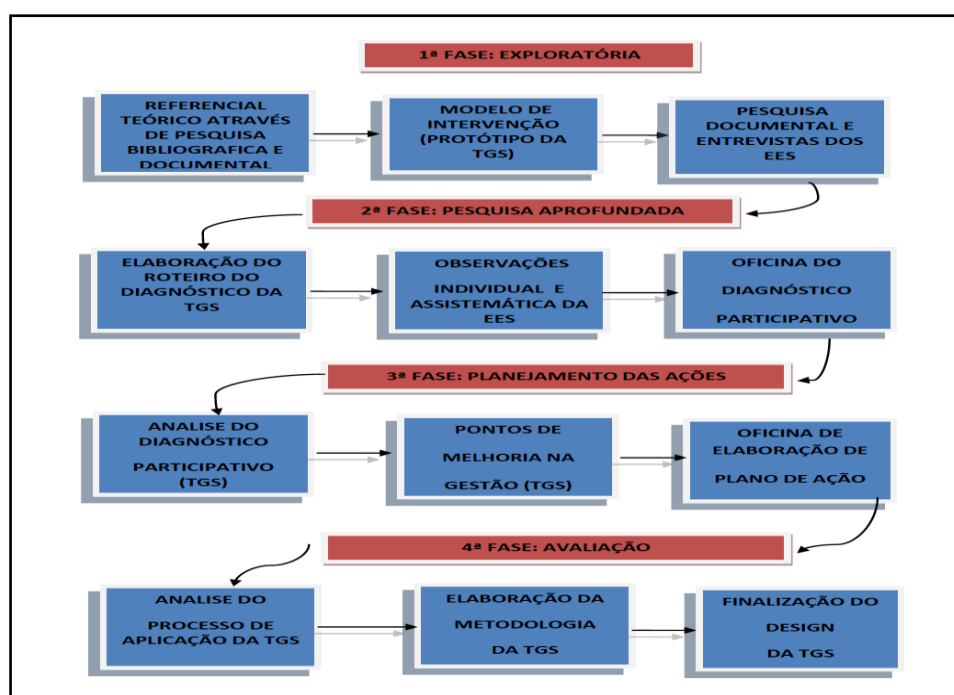 1ª FASE: EXPLORATÓRIA
REFERENCIAL
TEÓRICO ATRAVÉS
DE PESQUISA
BIBLIOGRAFICA E
DOCUMENTAL
MODELO DE
INTERVENÇÃO
(PROTÓTIPO DA
TGS)
PESQUISA
DOCUMENTAL E
ENTREVISTAS DOS
EES
2ª FASE: PESQUISA APROFUNDADA
ELABORAÇÃO DO
ROTEIRO DO
DIAGNÓSTICO DA
TGS
OBSERVAÇÕES
INDIVIDUAL E
ASSISTEMÁTICA DA
EES
OFICINA DO
DIAGNÓSTICO
PARTICIPATIVO
3ª FASE: PLANEJAMENTO DAS AÇÕES
ANALISE DO
DIAGNÓSTICO
PARTICIPATIVO
(TGS)
PONTOS DE
MELHORIA NA
GESTÃO (TGS)
OFICINA DE
ELABORAÇÃO DE
PLANO DE AÇÃO
4ª FASE: AVALIAÇÃO
ANALISE DO
PROCESSO DE
APLICAÇÃO DA TGS
ELABORAÇÃO DA
METODOLOGIA
DA TGS
FINALIZAÇÃO DO
DESIGN
DA TGS